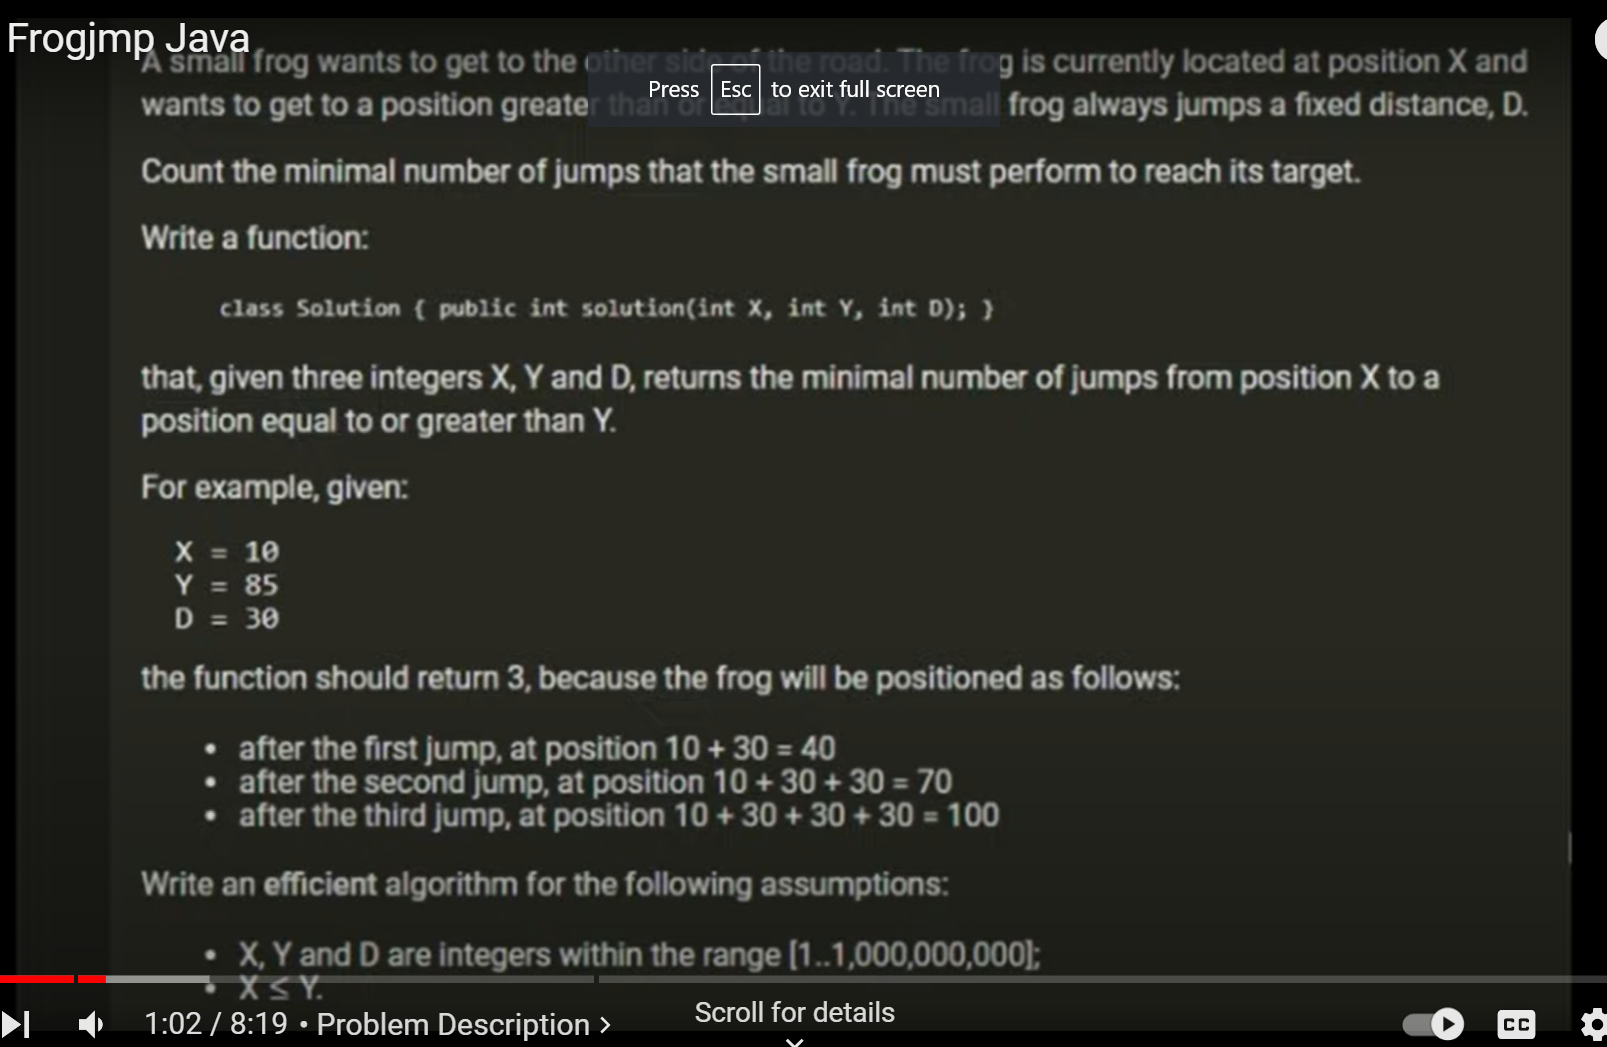 Frogjmp Java
A small frog wants to get to the other side of the road. The frog is currently located at position X and
Press Esc to exit full screen
wants to get to a position greater than or equal to Y. The small frog always jumps a fixed distance, D.
Count the minimal number of jumps that the small frog must perform to reach its target.
Write a function:
class Solution { public int solution(int X, int Y, int D); }
that, given three integers X, Y and D, returns the minimal number of jumps from position X to a
position equal to or greater than Y.
For example, given:
X = 10
Y = 85
D = 30
the function should return 3, because the frog will be positioned as follows:
• after the first jump, at position 10 + 30 = 40
• after the second jump, at position 10 + 30 + 30 = 70
• after the third jump, at position 10 + 30 + 30 + 30 = 100
Write an efficient algorithm for the following assumptions:
• X, Y and D are integers within the range [1..1,000,000,000];
• X ≤ Y.
Scroll for details
1:02 / 8:19 • Problem Description >
CC